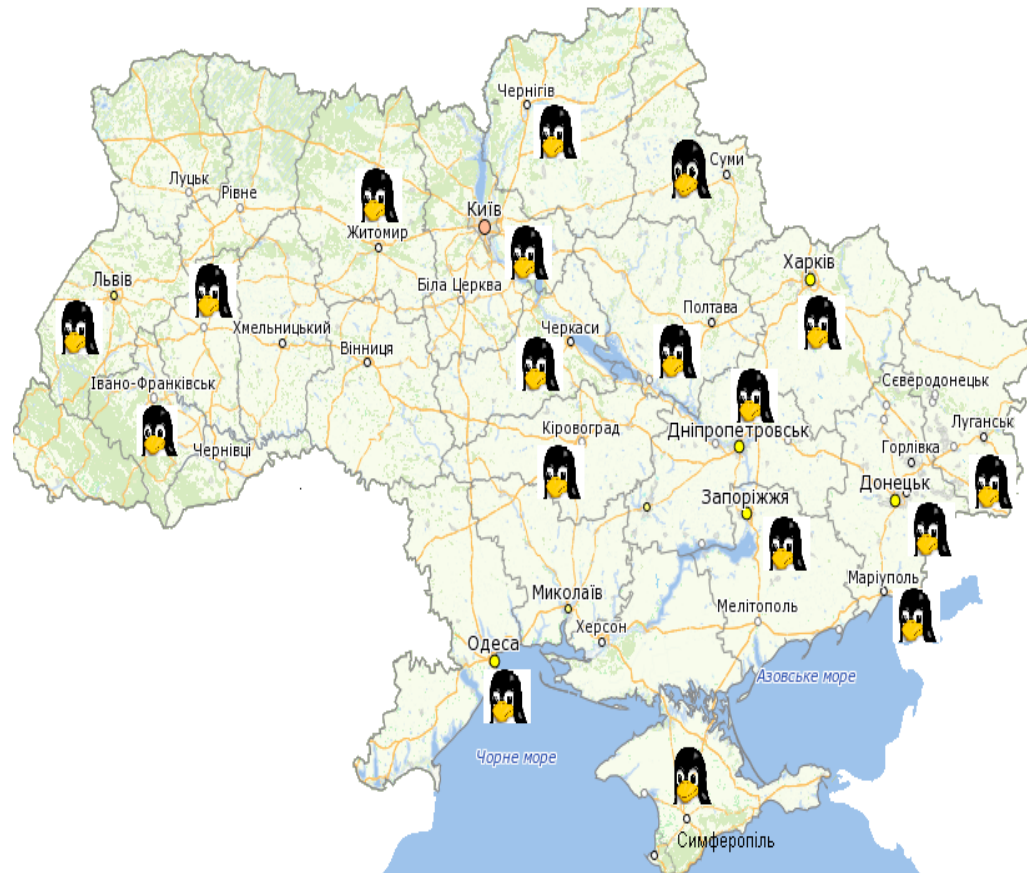 Чернігів
Суми
Луцьк
Рівне
Київ
Житомир
Харків
Львів
Біла Церква
Полтава
Хмельницький
Черкаси
Вінниця
Івано-Франківськ
Сєвєродонецьк
Луганськ
Кіровоград
Дніпропетровськ
Чернівці
Горлівка
Донецьк
Запоріжжя
Маріуполь
Миколаїв
Мелітополь
Херсон
Одеса
Азовське море
Чорне море
Симферопіль